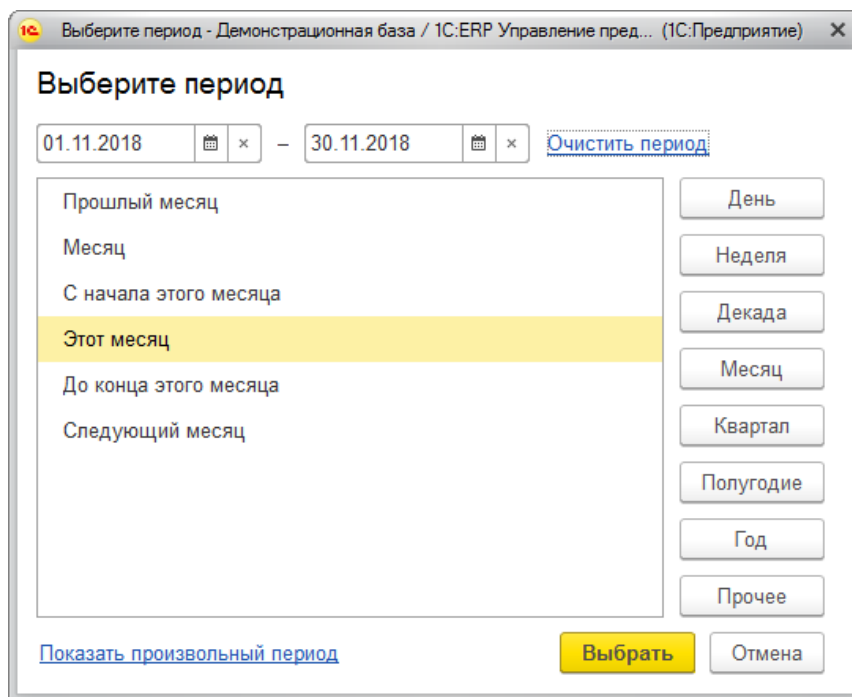 1С Выберите период - Демонстрационная база / 1С:ERP Управление пред... (1С:Предприятие)
Выберите период
01.11.2018 – 30.11.2018 Очистить период
Прошлый месяц
Месяц
С начала этого месяца
Этот месяц
До конца этого месяца
Следующий месяц
День
Неделя
Декада
Месяц
Квартал
Полугодие
Год
Прочее
Показать произвольный период Выбрать Отмена